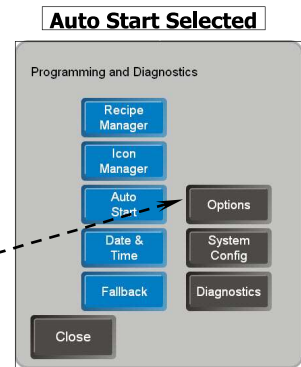 Auto Start Selected
Programming and Diagnostics
Recipe
Manager
Icon
Manager
Auto
Start
Options
Date &
Time
System
Config
Fallback
Diagnostics
Close